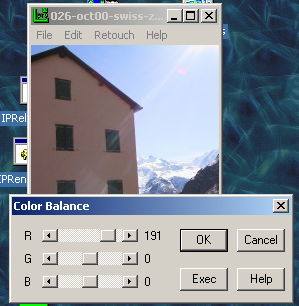 026-oct00-swiss-z...
File Edit Retouch Help
IPRel
IPRen
Color Balance
R 191 OK Cancel
G 0
B 0 Exec Help